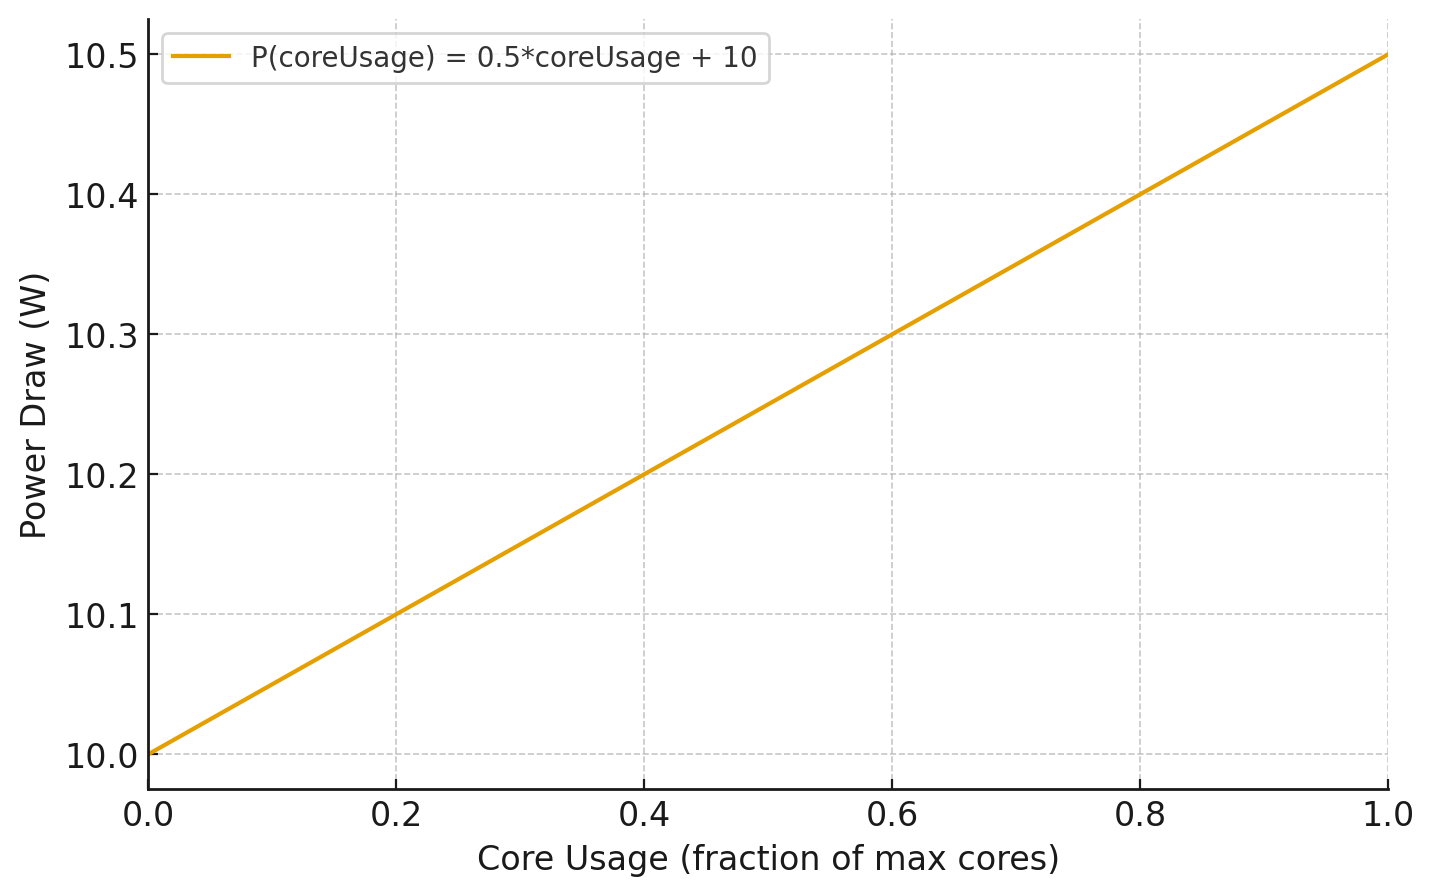 P(coreUsage) = 0.5*coreUsage + 10
10.5
10.4
10.3
10.2
10.1
10.0
Power Draw (W)
0.0 0.2 0.4 0.6 0.8 1.0
Core Usage (fraction of max cores)